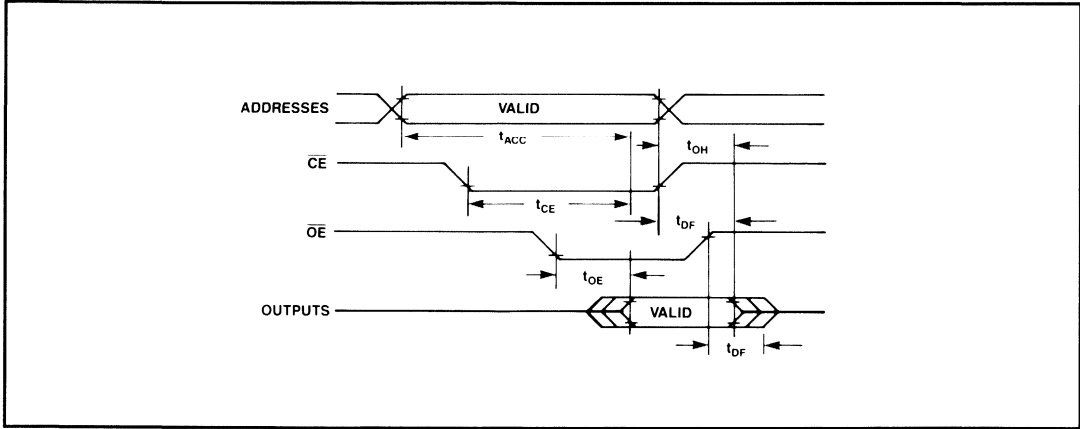 ADDRESSES
VALID
tACC
tOH
CE
tCE
tDF
OE
tOE
OUTPUTS
VALID
tDF